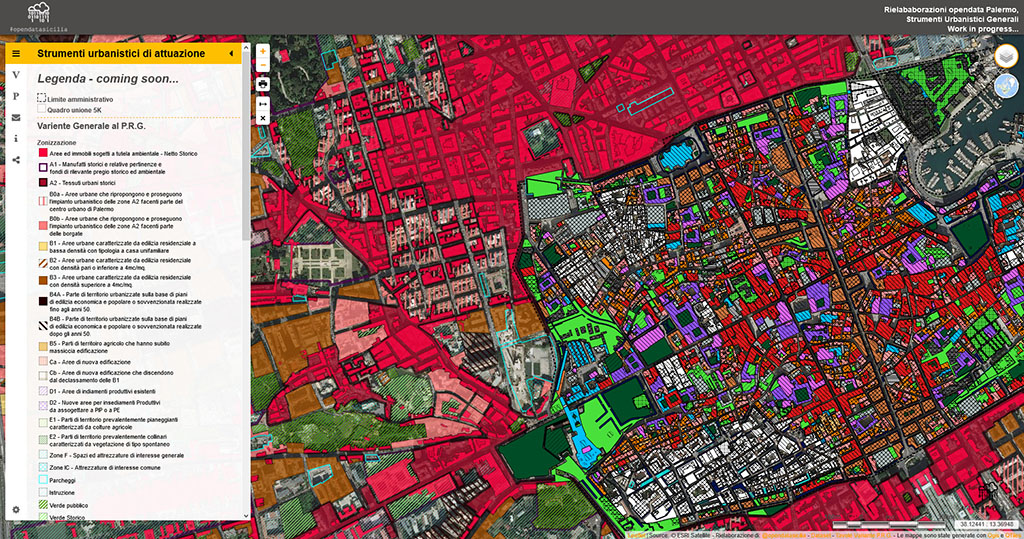 #opendatasicilia
Rielababorazioni opendata Palermo,
Strumenti Urbanistici Generali
Work in progress...
Strumenti urbanistici di attuazione
Legenda - coming soon...
Limite amministrativo
Quadro unione 5K
Variente Generale al P.R.G.
Zonizzazione
Aree ed immobili sogetti a tutela ambientale - Netto Storico
A1 - Manufatti storici e relative pertinenze e
fondi di rilevante pregio storico ed ambientale
A2 - Tessuti urbani storici
B0a - Aree urbane che ripropongono e proseguono
l'impianto urbanistico delle zone A2 facenti parte del
centro urbano di Palermo
B0b - Aree urbane che ripropongono e proseguono
l'impianto urbanistico delle zone A2 facenti parte
delle borgate
B1 - Aree urbane caratterizzate da edilizia residenziale a
bassa densità con tipologia a casa unifamiliare
B2 - Aree urbane caratterizzate da edilizia residenziale
con densità pari o inferiore a 4mc/mq.
B3 - Aree urbane caratterizzate da edilizia residenziale
con densità superiore a 4mc/mq.
B4A - Parte di territorio urbanizzate sulla base di piani
di edilizia economica e popolare o sovvenzionata realizzate
fino agli anni 50.
B4B - Parte di territorio urbanizzate sulla base di piani
di edilizia economica e popolare o sovvenzionata realizzate
dopo gli anni 50.
B5 - Parti di territoiro agricolo che hanno subito
massiccia edificazione
Ca - Aree di nuova edificazione
Cb - Aree di nuova edificazione che discendono
dal declassamento delle B1
D1 - Aree di indiamenti produttivi esistenti
D2 - Nuove aree per insediamenti Produttivi
da assogettare a PIP o a PE
E1 - Parti di territorio prevalentemente pianeggianti
caratterizzati da colture agricole
E2 - Parti di territorio prevalentemente collinari
caratterizzati da vegetazione di tipo spontaneo
Zone F - Spazi ed attrezzature di interesse generale
Zone IC - Attrezzature di interesse comune
Parcheggi
Istruzione
Verde pubblico
Verde Storico
38.12441 : 13.36948
Source: © ESRI Satellite - Rielaborazione di:
- Le mappe sono state generate con